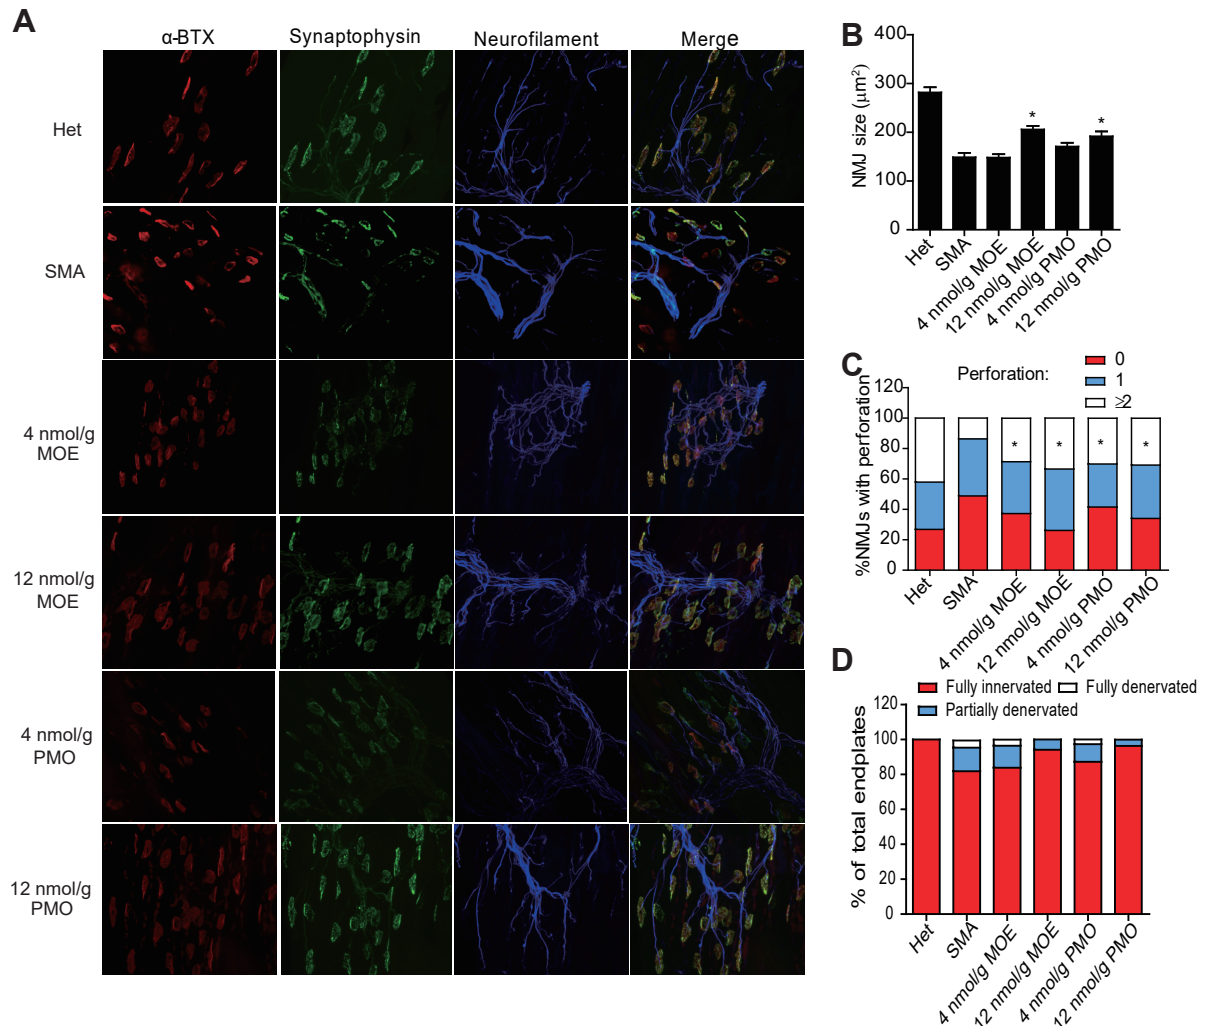 A
α-BTX
Synaptophysin
Neurofilament
Merge
Het
SMA
4 nmol/g
MOE
12 nmol/g
MOE
4 nmol/g
PMO
12 nmol/g
PMO
B
NMJ size (μm²)
400
300
200
100
0
*
*
Het
SMA
4 nmol/g MOE
12 nmol/g MOE
4 nmol/g PMO
12 nmol/g PMO
C
Perforation:
0
1
≥2
%NMJs with perforation
120
100
80
60
40
20
0
*
*
*
*
Het
SMA
4 nmol/g MOE
12 nmol/g MOE
4 nmol/g PMO
12 nmol/g PMO
D
Fully innervated
Fully denervated
Partially denervated
% of total endplates
120
100
80
60
40
20
0
Het
SMA
4 nmol/g MOE
12 nmol/g MOE
4 nmol/g PMO
12 nmol/g PMO